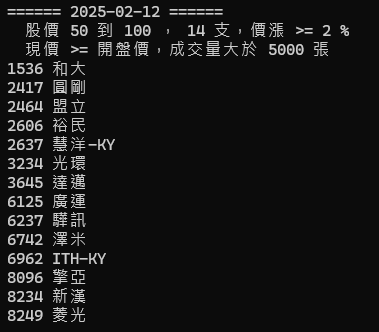 ====== 2025-02-12 ======
股價 50 到 100 ， 14 支，價漲 >= 2 %
現價 >= 開盤價，成交量大於 5000 張
1536 和大
2417 圓剛
2464 盟立
2606 裕民
2637 慧洋-KY
3234 光環
3645 達邁
6125 廣運
6237 驊訊
6742 澤米
6962 ITH-KY
8096 擎亞
8234 新漢
8249 菱光